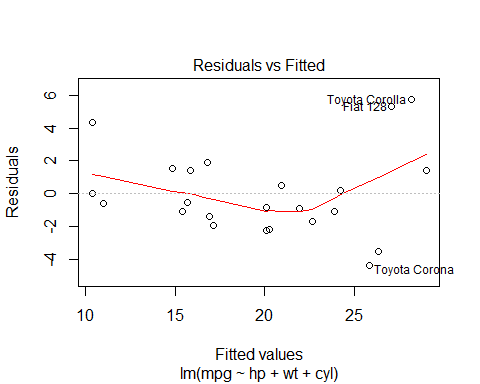 Residuals vs Fitted
Residuals
6
4
2
0
-2
-4
Toyota Corolla
Fiat 128
Toyota Corona
10
15
20
25
Fitted values
lm(mpg ~ hp + wt + cyl)